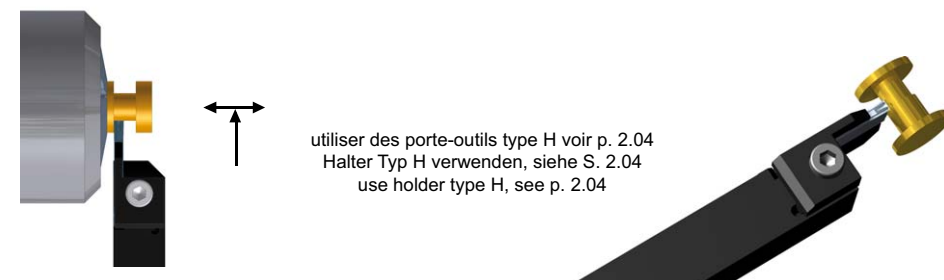 utiliser des porte-outils type H voir p. 2.04
Halter Typ H verwenden, siehe S. 2.04
use holder type H, see p. 2.04